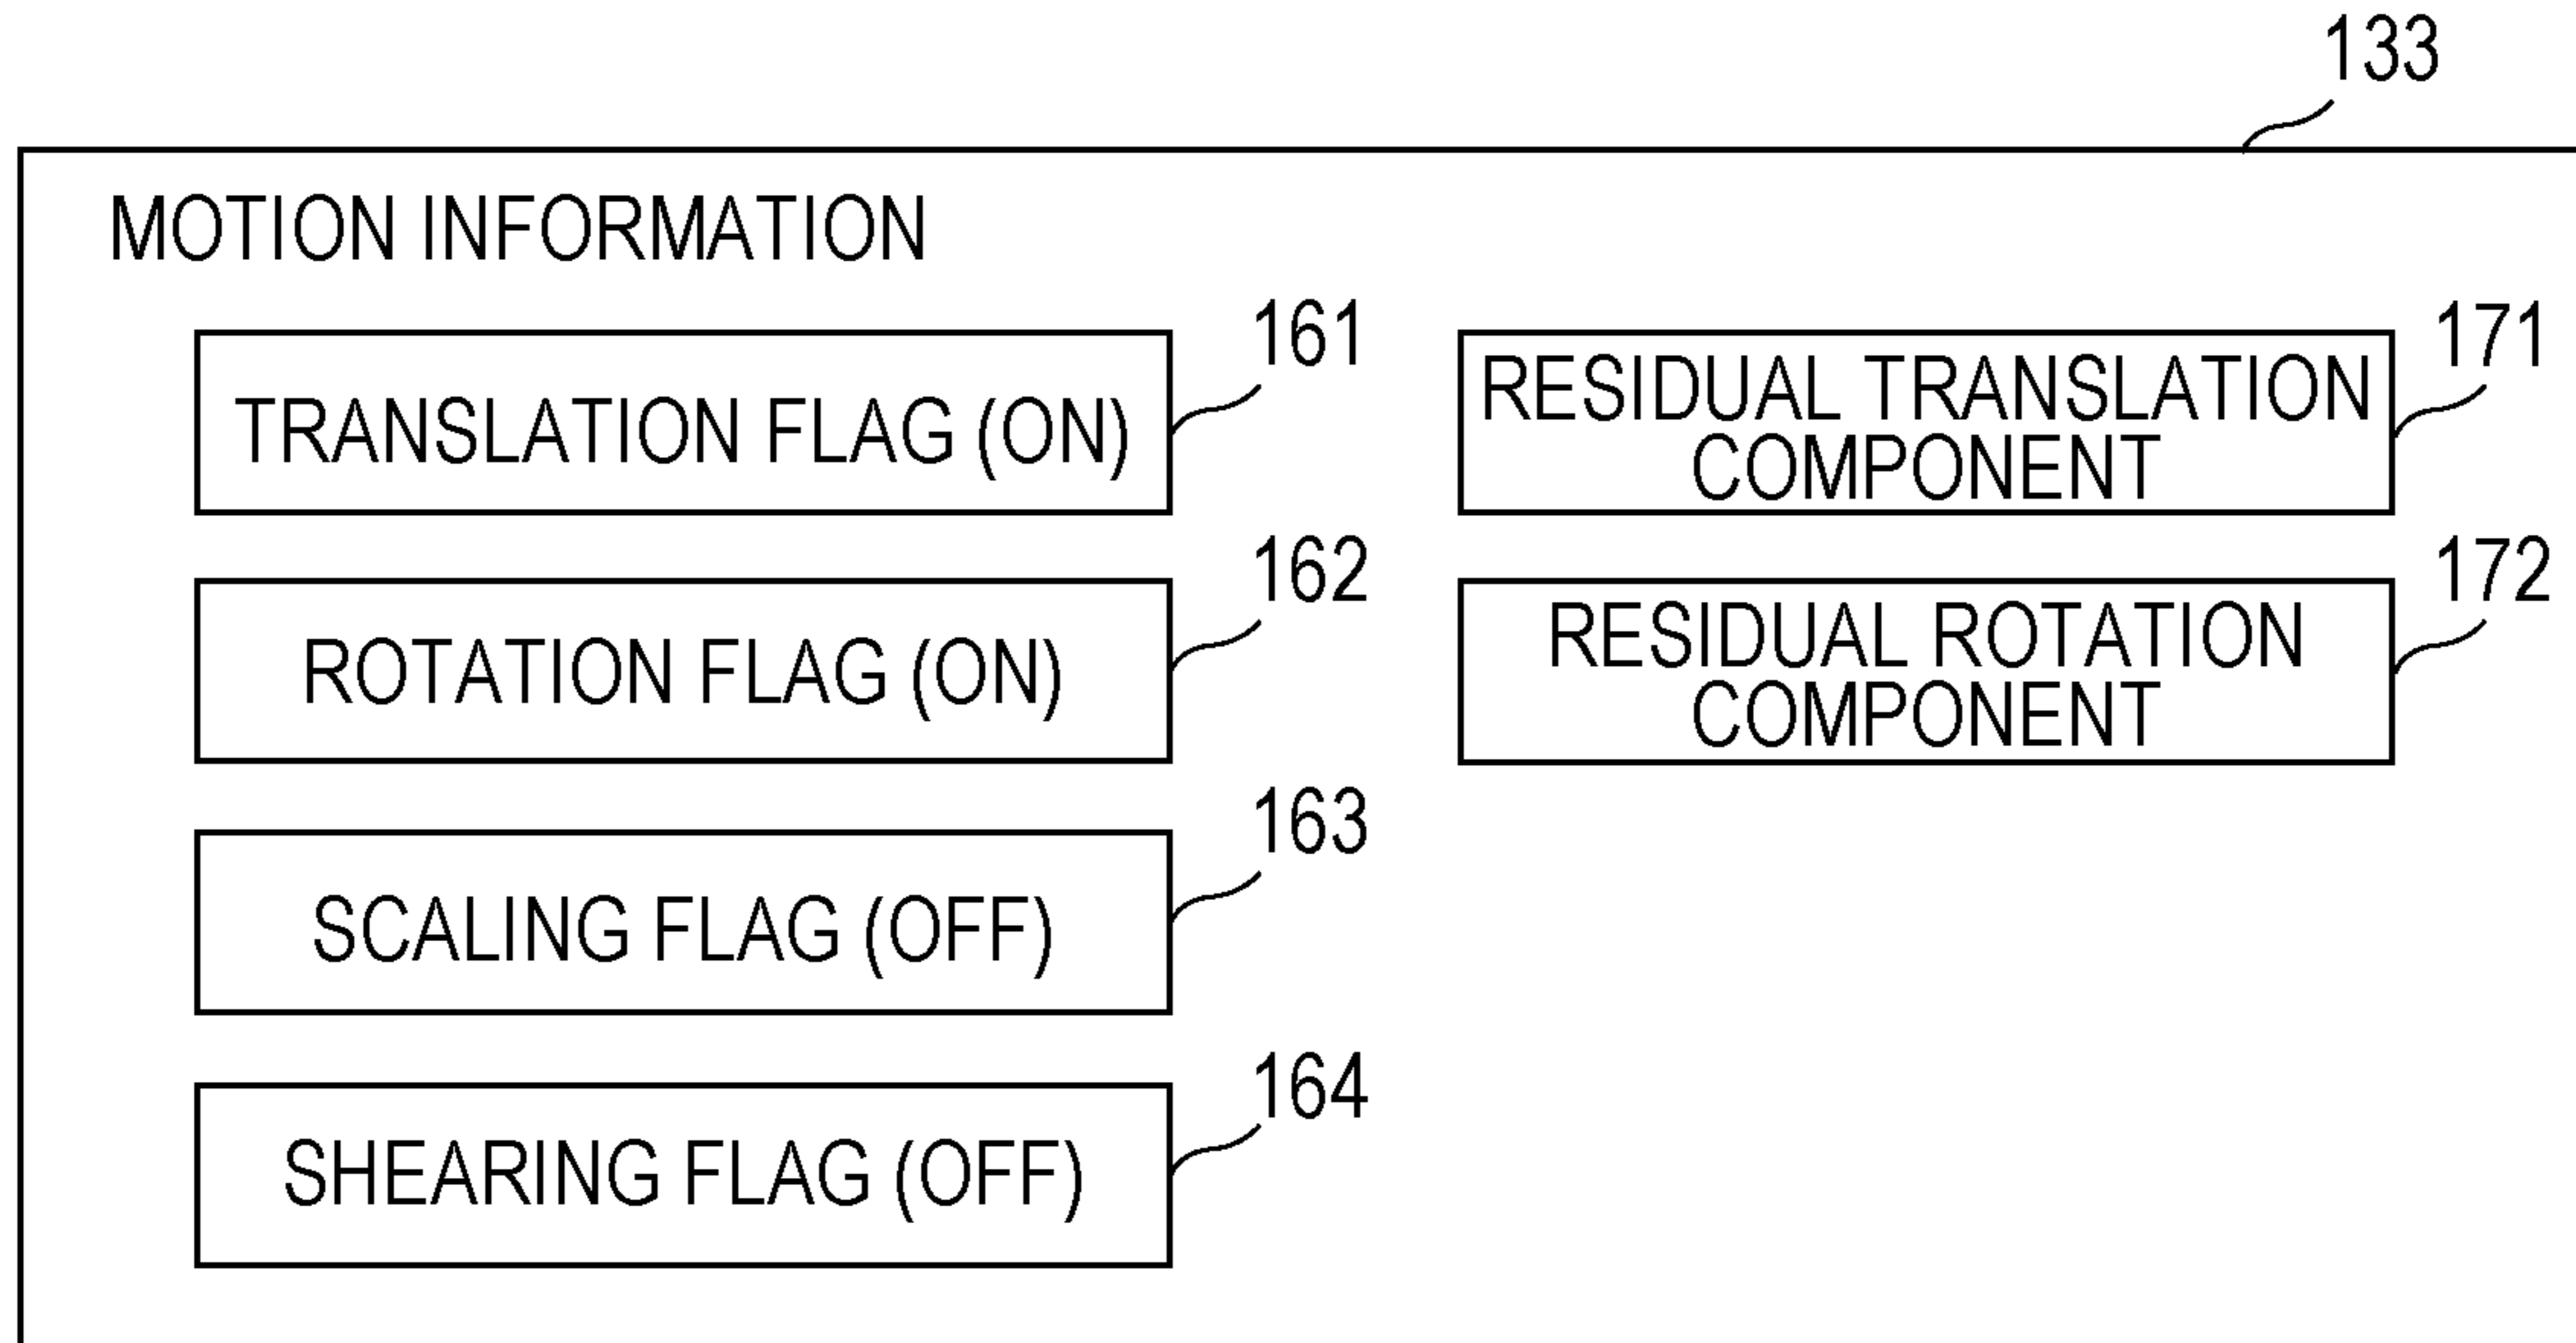 133
MOTION INFORMATION
161
TRANSLATION FLAG (ON)
171
RESIDUAL TRANSLATION
COMPONENT
162
ROTATION FLAG (ON)
172
RESIDUAL ROTATION
COMPONENT
163
SCALING FLAG (OFF)
164
SHEARING FLAG (OFF)